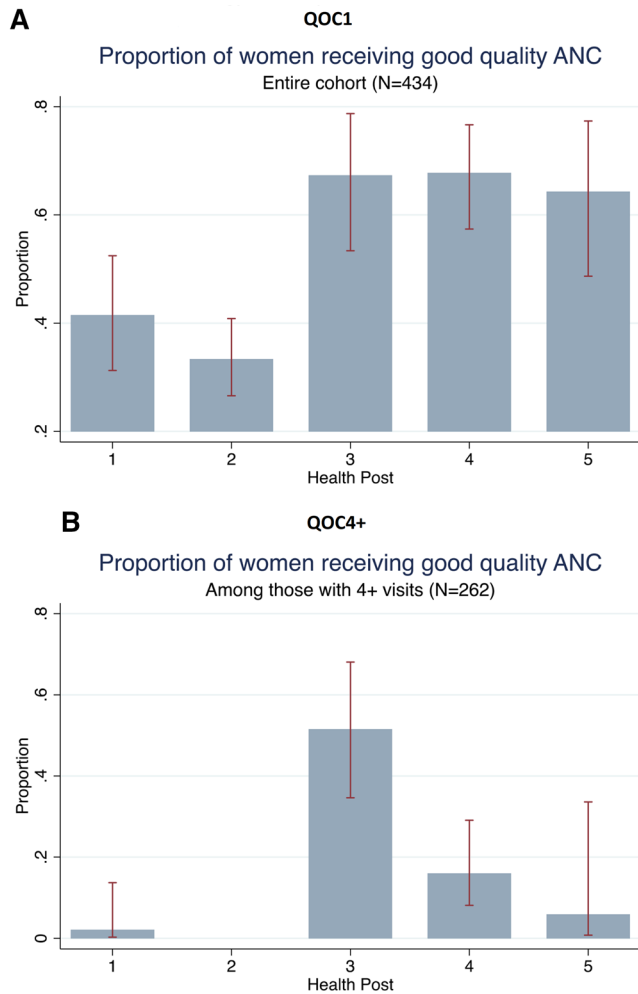 A
QOC1
Proportion of women receiving good quality ANC
Entire cohort (N=434)
.8
.6
.4
.2
Proportion
1 2 3 4 5
Health Post
B
QOC4+
Proportion of women receiving good quality ANC
Among those with 4+ visits (N=262)
.8
.6
.4
.2
0
Proportion
1 2 3 4 5
Health Post